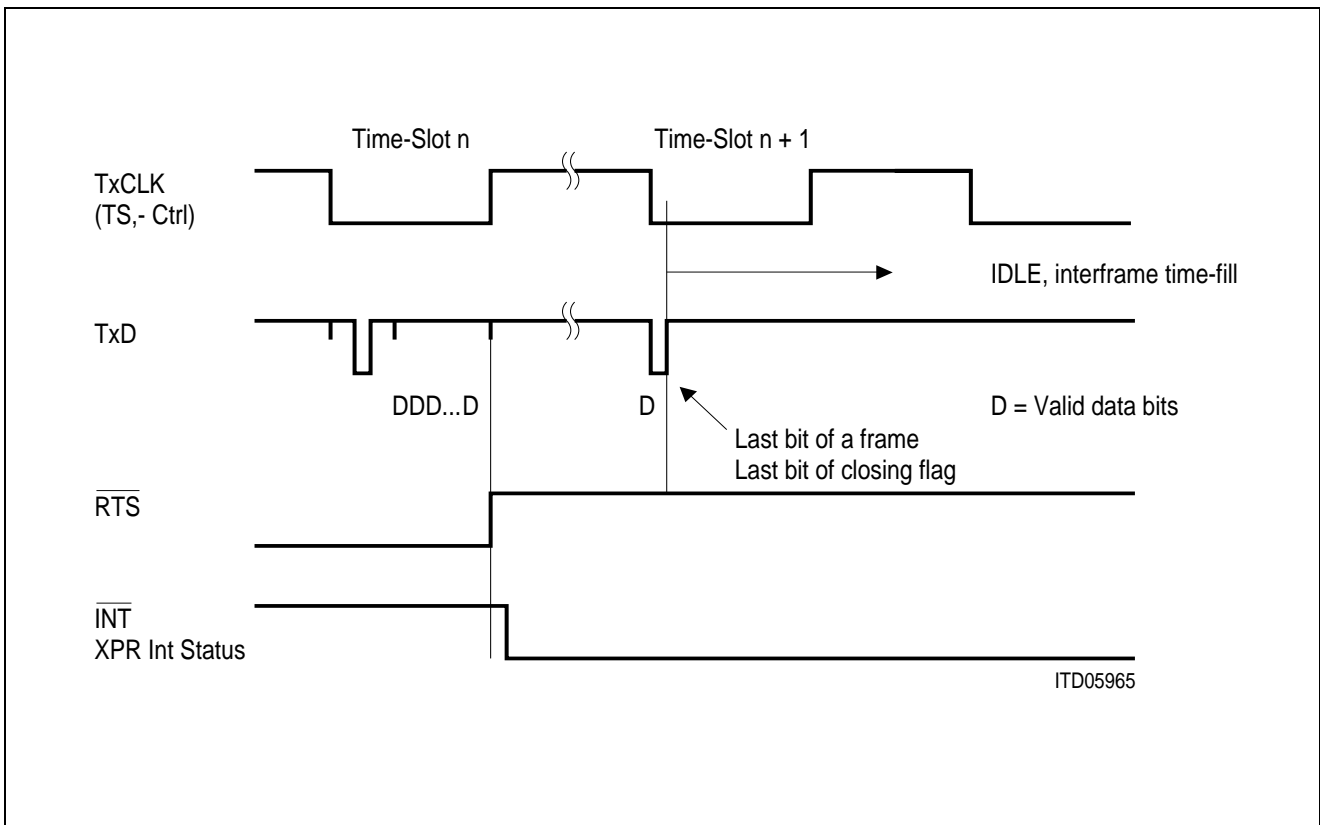 Time-Slot n
Time-Slot n + 1
TxCLK
(TS,- Ctrl)
IDLE, interframe time-fill
TxD
DDD...D
D
D = Valid data bits
Last bit of a frame
Last bit of closing flag
RTS
INT
XPR Int Status
ITD05965